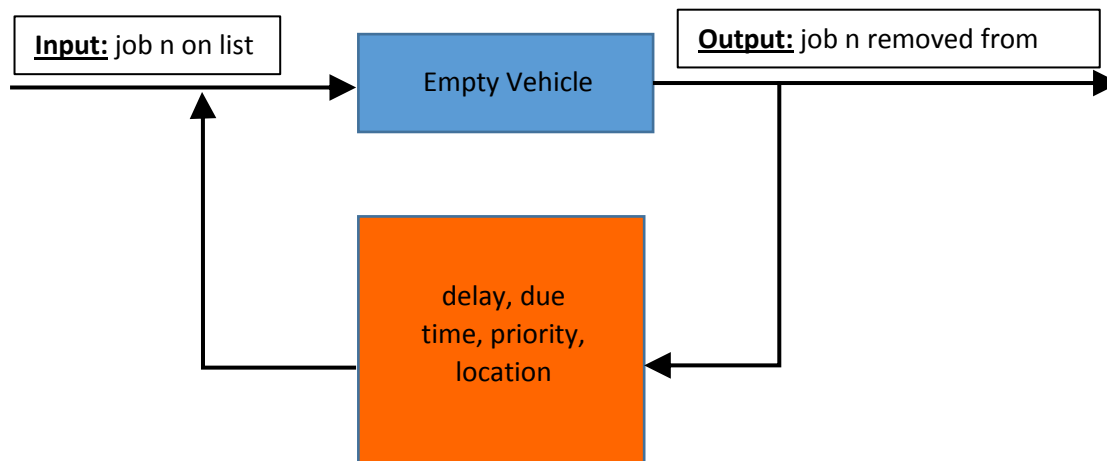 Input: job n on list
Output: job n removed from
Empty Vehicle
delay, due
time, priority,
location